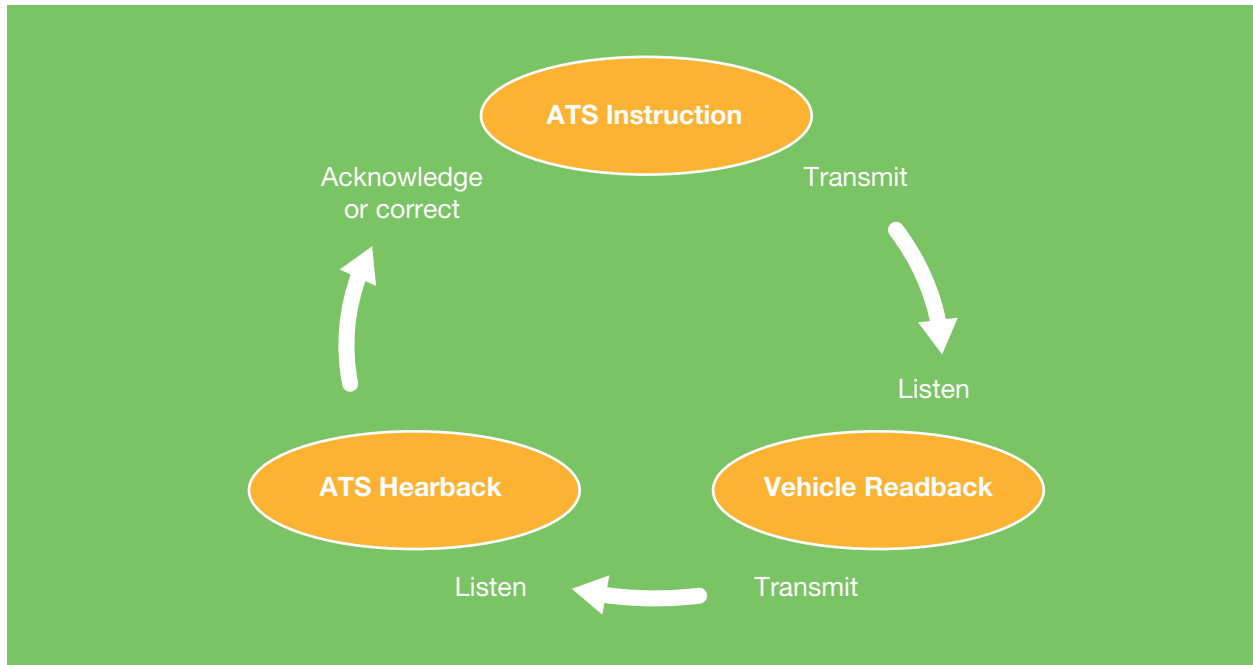 ATS Instruction
Transmit
Acknowledge
or correct
Listen
ATS Hearback
Vehicle Readback
Listen
Transmit